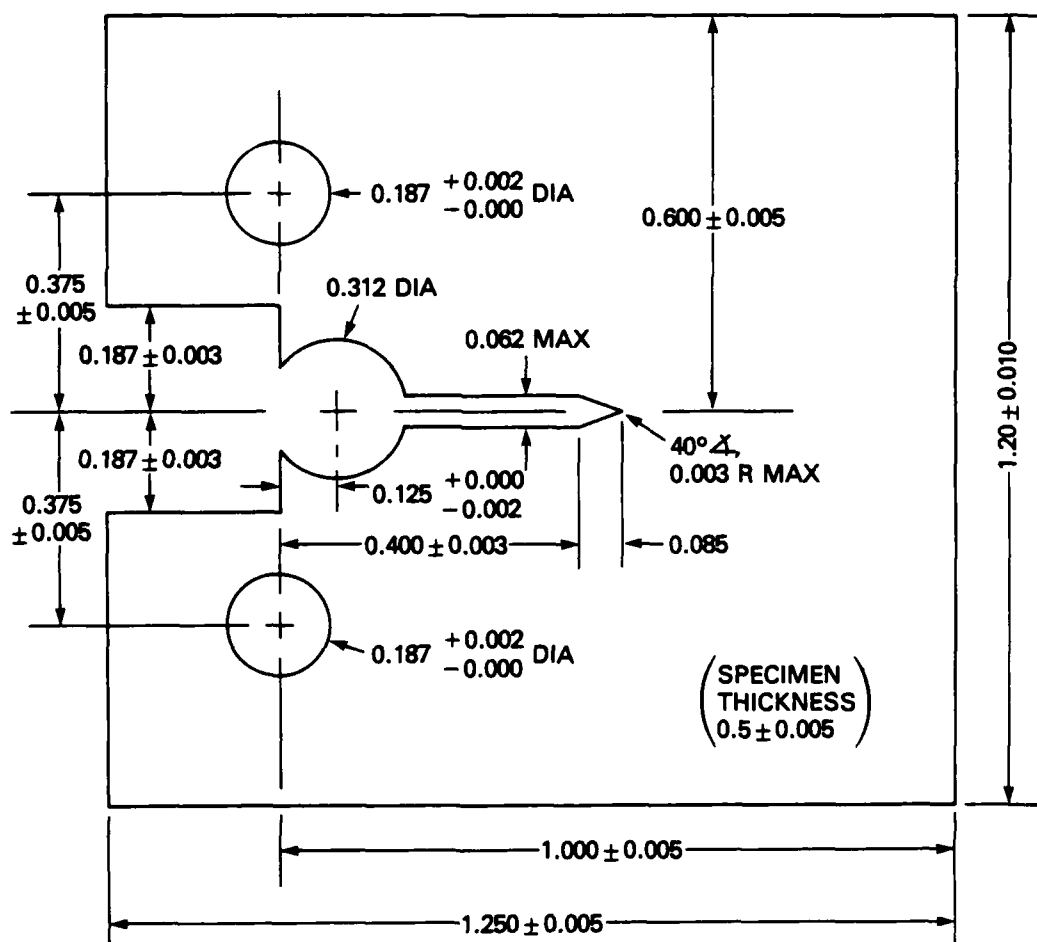 0.187 +0.002 -0.000 DIA
0.600 ± 0.005
0.375
± 0.005
0.312 DIA
0.187 ± 0.003
0.062 MAX
1.20 ± 0.010
0.187 ± 0.003
40° ∡,
0.003 R MAX
0.375
± 0.005
0.125 +0.000 -0.002
0.400 ± 0.003
0.085
0.187 +0.002 -0.000 DIA
(SPECIMEN
THICKNESS
0.5 ± 0.005)
1.000 ± 0.005
1.250 ± 0.005